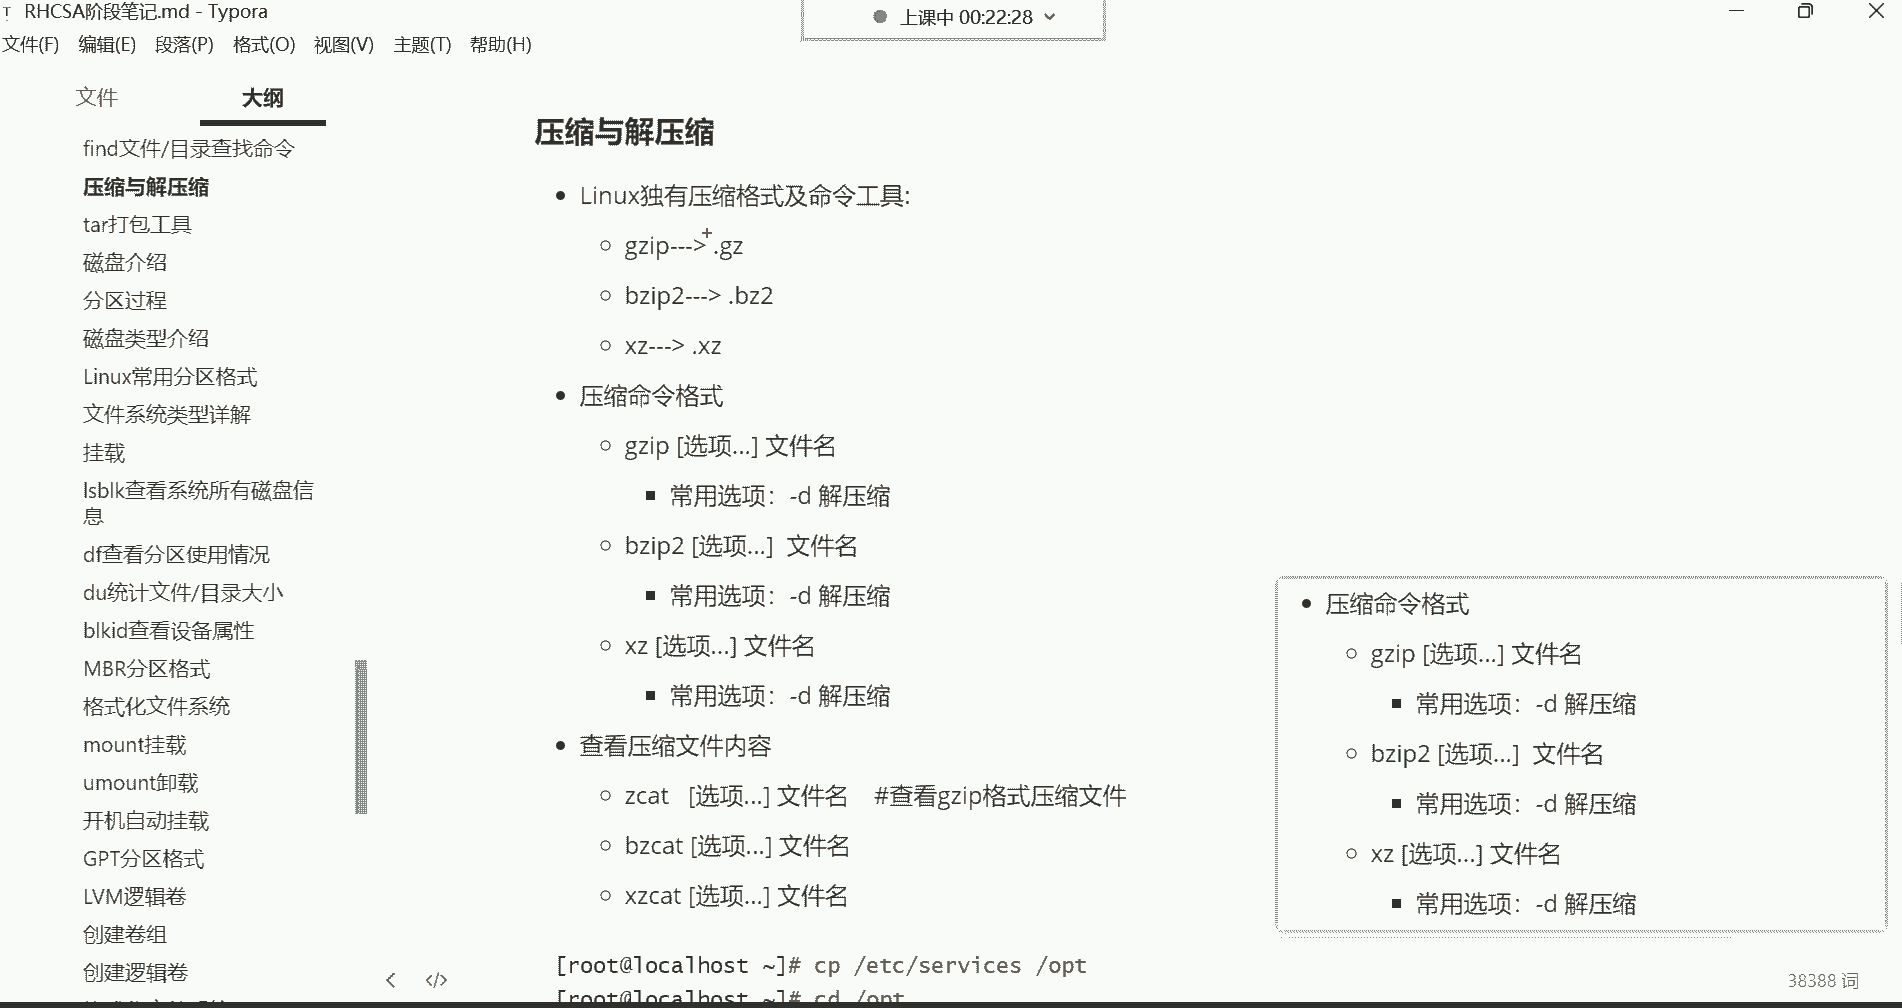 RHCSA阶段笔记.md - Typora
上课中 00:22:28
文件(F) 编辑(E) 段落(P) 格式(O) 视图(V) 主题(T) 帮助(H)
文件 大纲
find文件/目录查找命令
压缩与解压缩
tar打包工具
磁盘介绍
分区过程
磁盘类型介绍
Linux常用分区格式
文件系统类型详解
挂载
lsblk查看系统所有磁盘信
息
df查看分区使用情况
du统计文件/目录大小
blkid查看设备属性
MBR分区格式
格式化文件系统
mount挂载
umount卸载
开机自动挂载
GPT分区格式
LVM逻辑卷
创建卷组
创建逻辑卷
压缩与解压缩
Linux独有压缩格式及命令工具:
gzip---> .gz
bzip2---> .bz2
xz---> .xz
压缩命令格式
gzip [选项...] 文件名
常用选项：-d 解压缩
bzip2 [选项...] 文件名
常用选项：-d 解压缩
xz [选项...] 文件名
常用选项：-d 解压缩
查看压缩文件内容
zcat [选项...] 文件名 #查看gzip格式压缩文件
bzcat [选项...] 文件名
xzcat [选项...] 文件名
[root@localhost ~]# cp /etc/services /opt
[root@localhost ~]# cd /opt
压缩命令格式
gzip [选项...] 文件名
常用选项：-d 解压缩
bzip2 [选项...] 文件名
常用选项：-d 解压缩
xz [选项...] 文件名
常用选项：-d 解压缩
38388 词